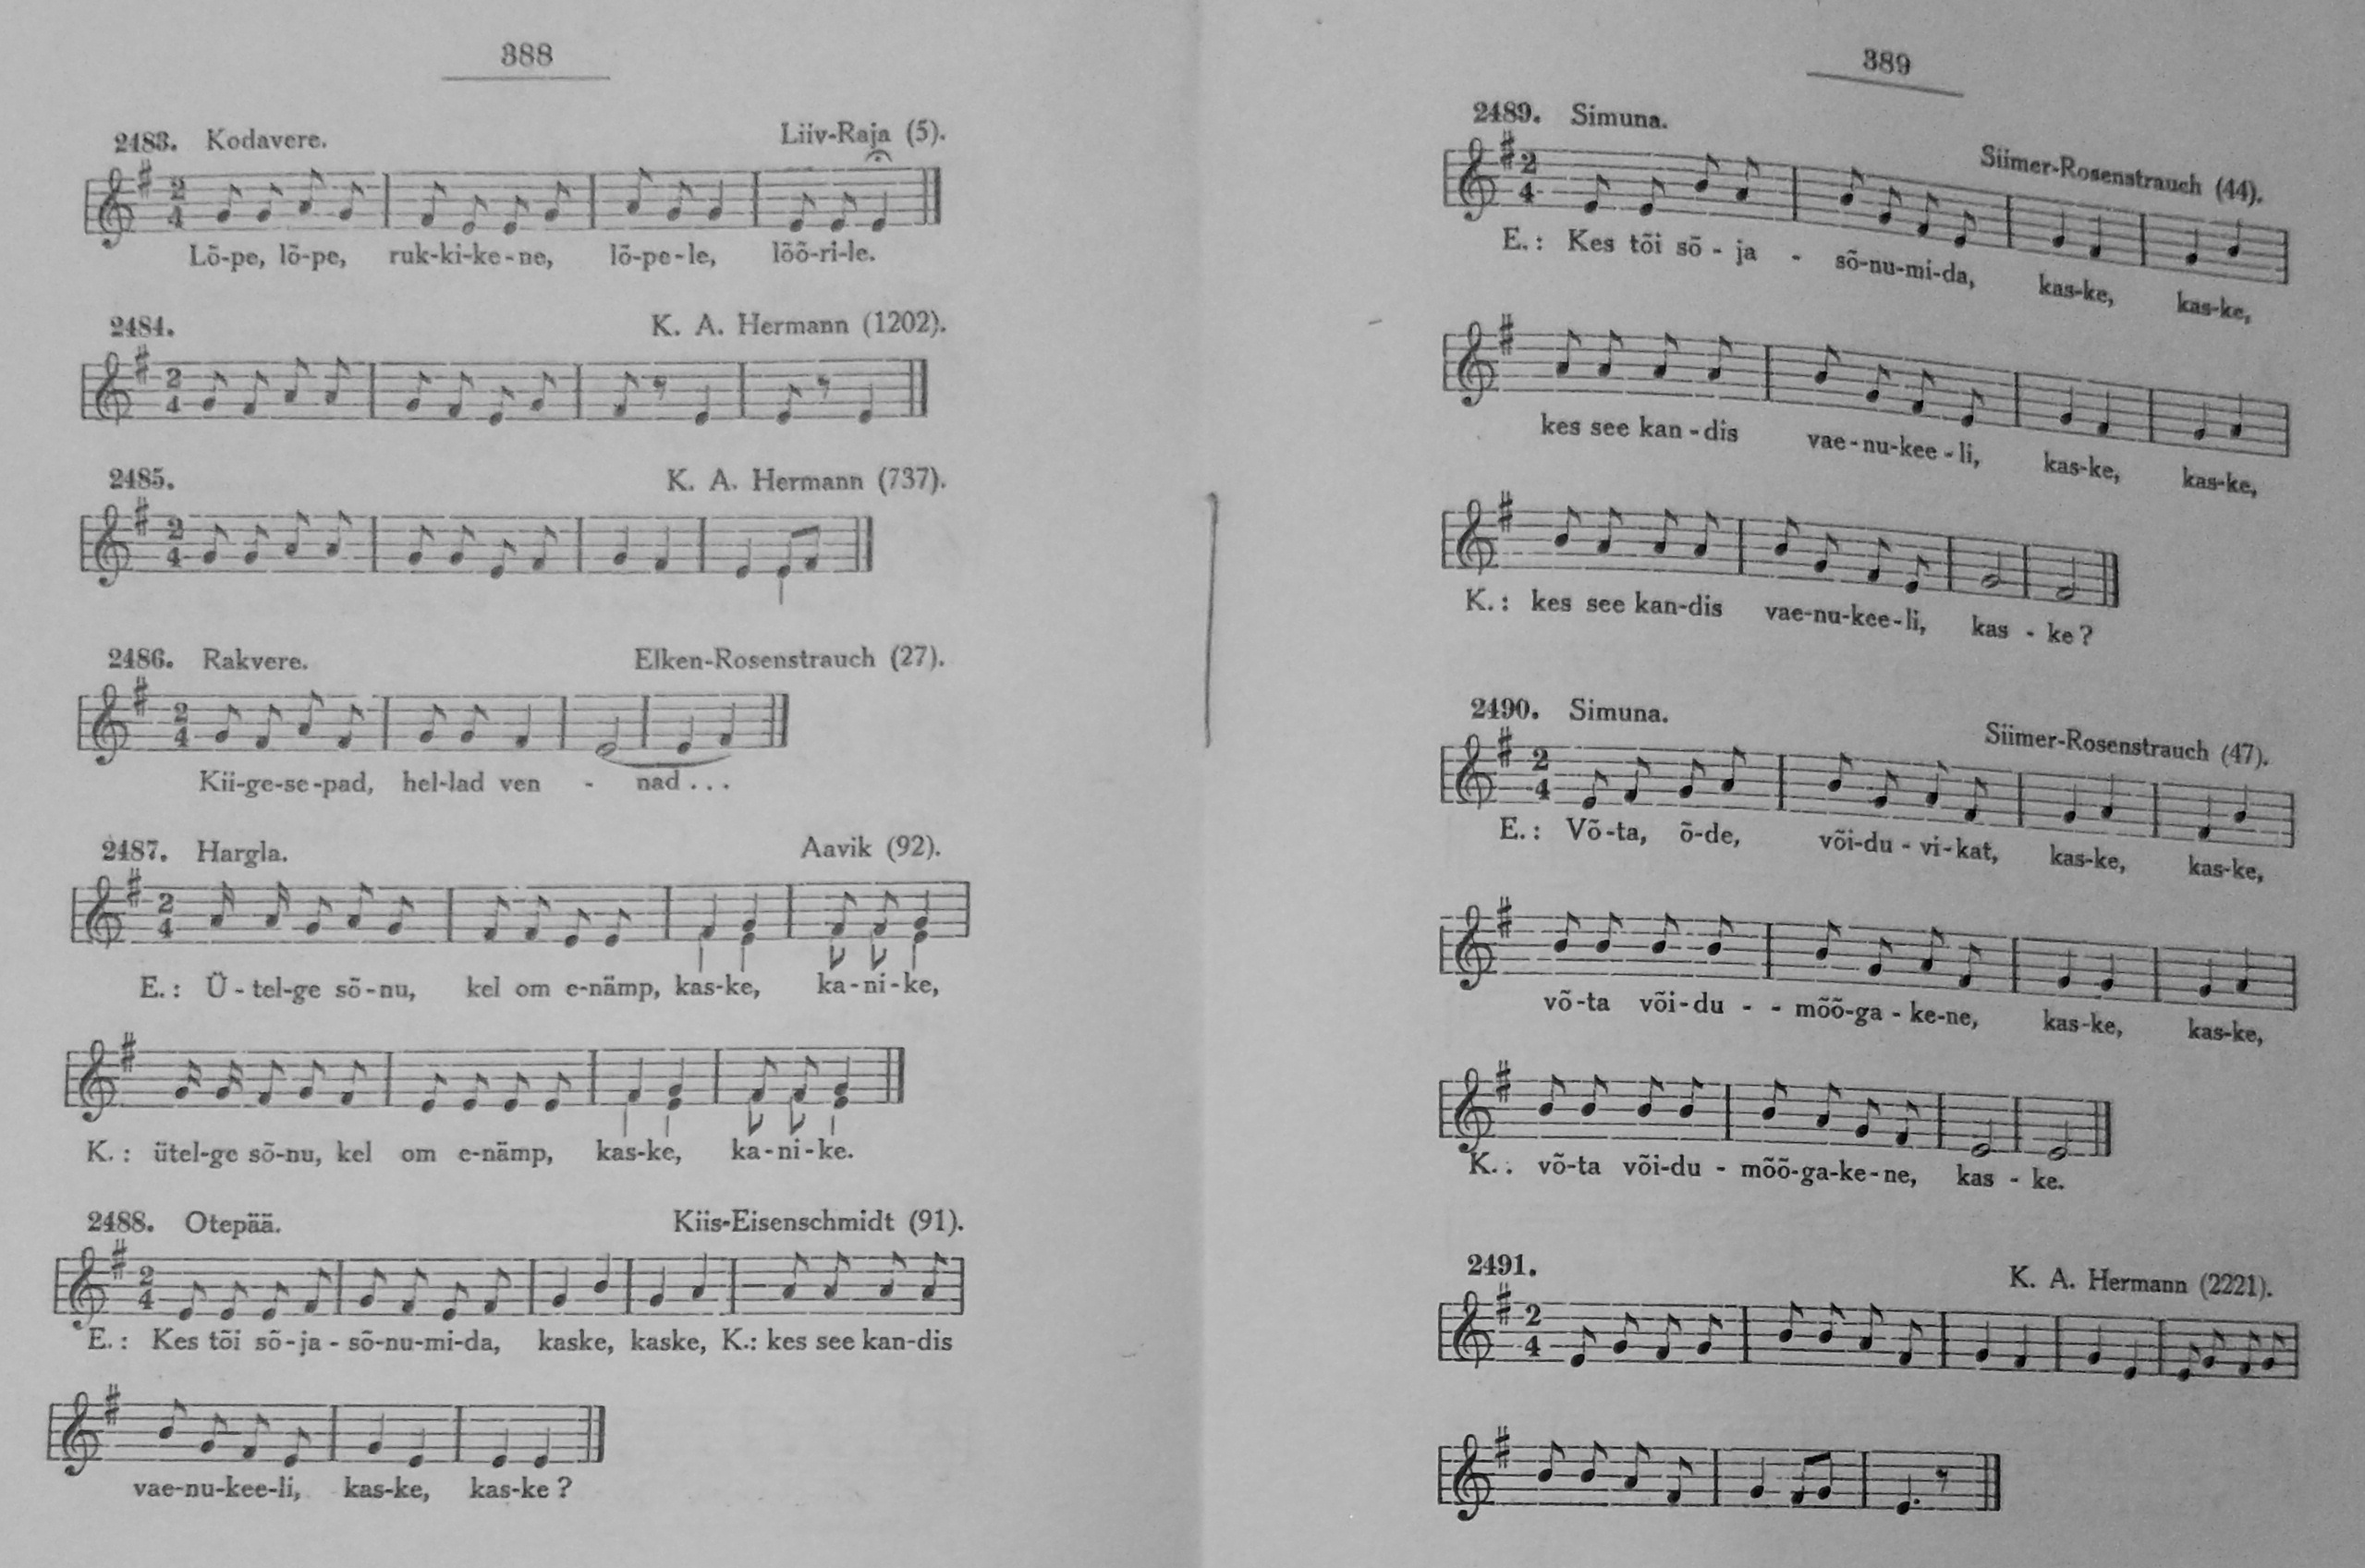 388
2483. Kodavere. Liiv-Raja (5).
2
4
Lõ-pe, lõ-pe, ruk-ki-ke-ne, lõ-pe-le, lõõ-ri-le.
2484. K. A. Hermann (1202).
2
4
2485. K. A. Hermann (737).
2
4
2486. Rakvere. Elken-Rosenstrauch (27).
2
4
Kii-ge-se-pad, hel-lad ven - nad . . .
2487. Hargla. Aavik (92).
2
4
E.: Ü - tel-ge sõ-nu, kel om e-nämp, kas-ke, ka-ni-ke,
K.: ütel-ge sõ-nu, kel om e-nämp, kas-ke, ka-ni-ke.
2488. Otepää. Kiis-Eisenschmidt (91).
2
4
E.: Kes tõi sõ-ja - sõ-nu-mi-da, kaske, kaske, K.: kes see kan-dis
vae-nu-kee-li, kas-ke, kas-ke?
389
2489. Simuna.
Siimer-Rosenstrauch (44).
2
4
E.: Kes tõi sõ - ja - sõ-nu-mi-da, kas-ke, kas-ke,
kes see kan-dis vae-nu-kee-li, kas-ke, kas-ke,
K.: kes see kan-dis vae-nu-kee-li, kas - ke?
2490. Simuna.
Siimer-Rosenstrauch (47).
2
4
E.: Võ-ta, õ-de, või-du - vi-kat, kas-ke, kas-ke,
võ-ta või-du - - mõõ-ga - ke-ne, kas-ke, kas-ke,
K.: võ-ta või-du - mõõ-ga-ke-ne, kas - ke.
2491.
K. A. Hermann (2221).
2
4